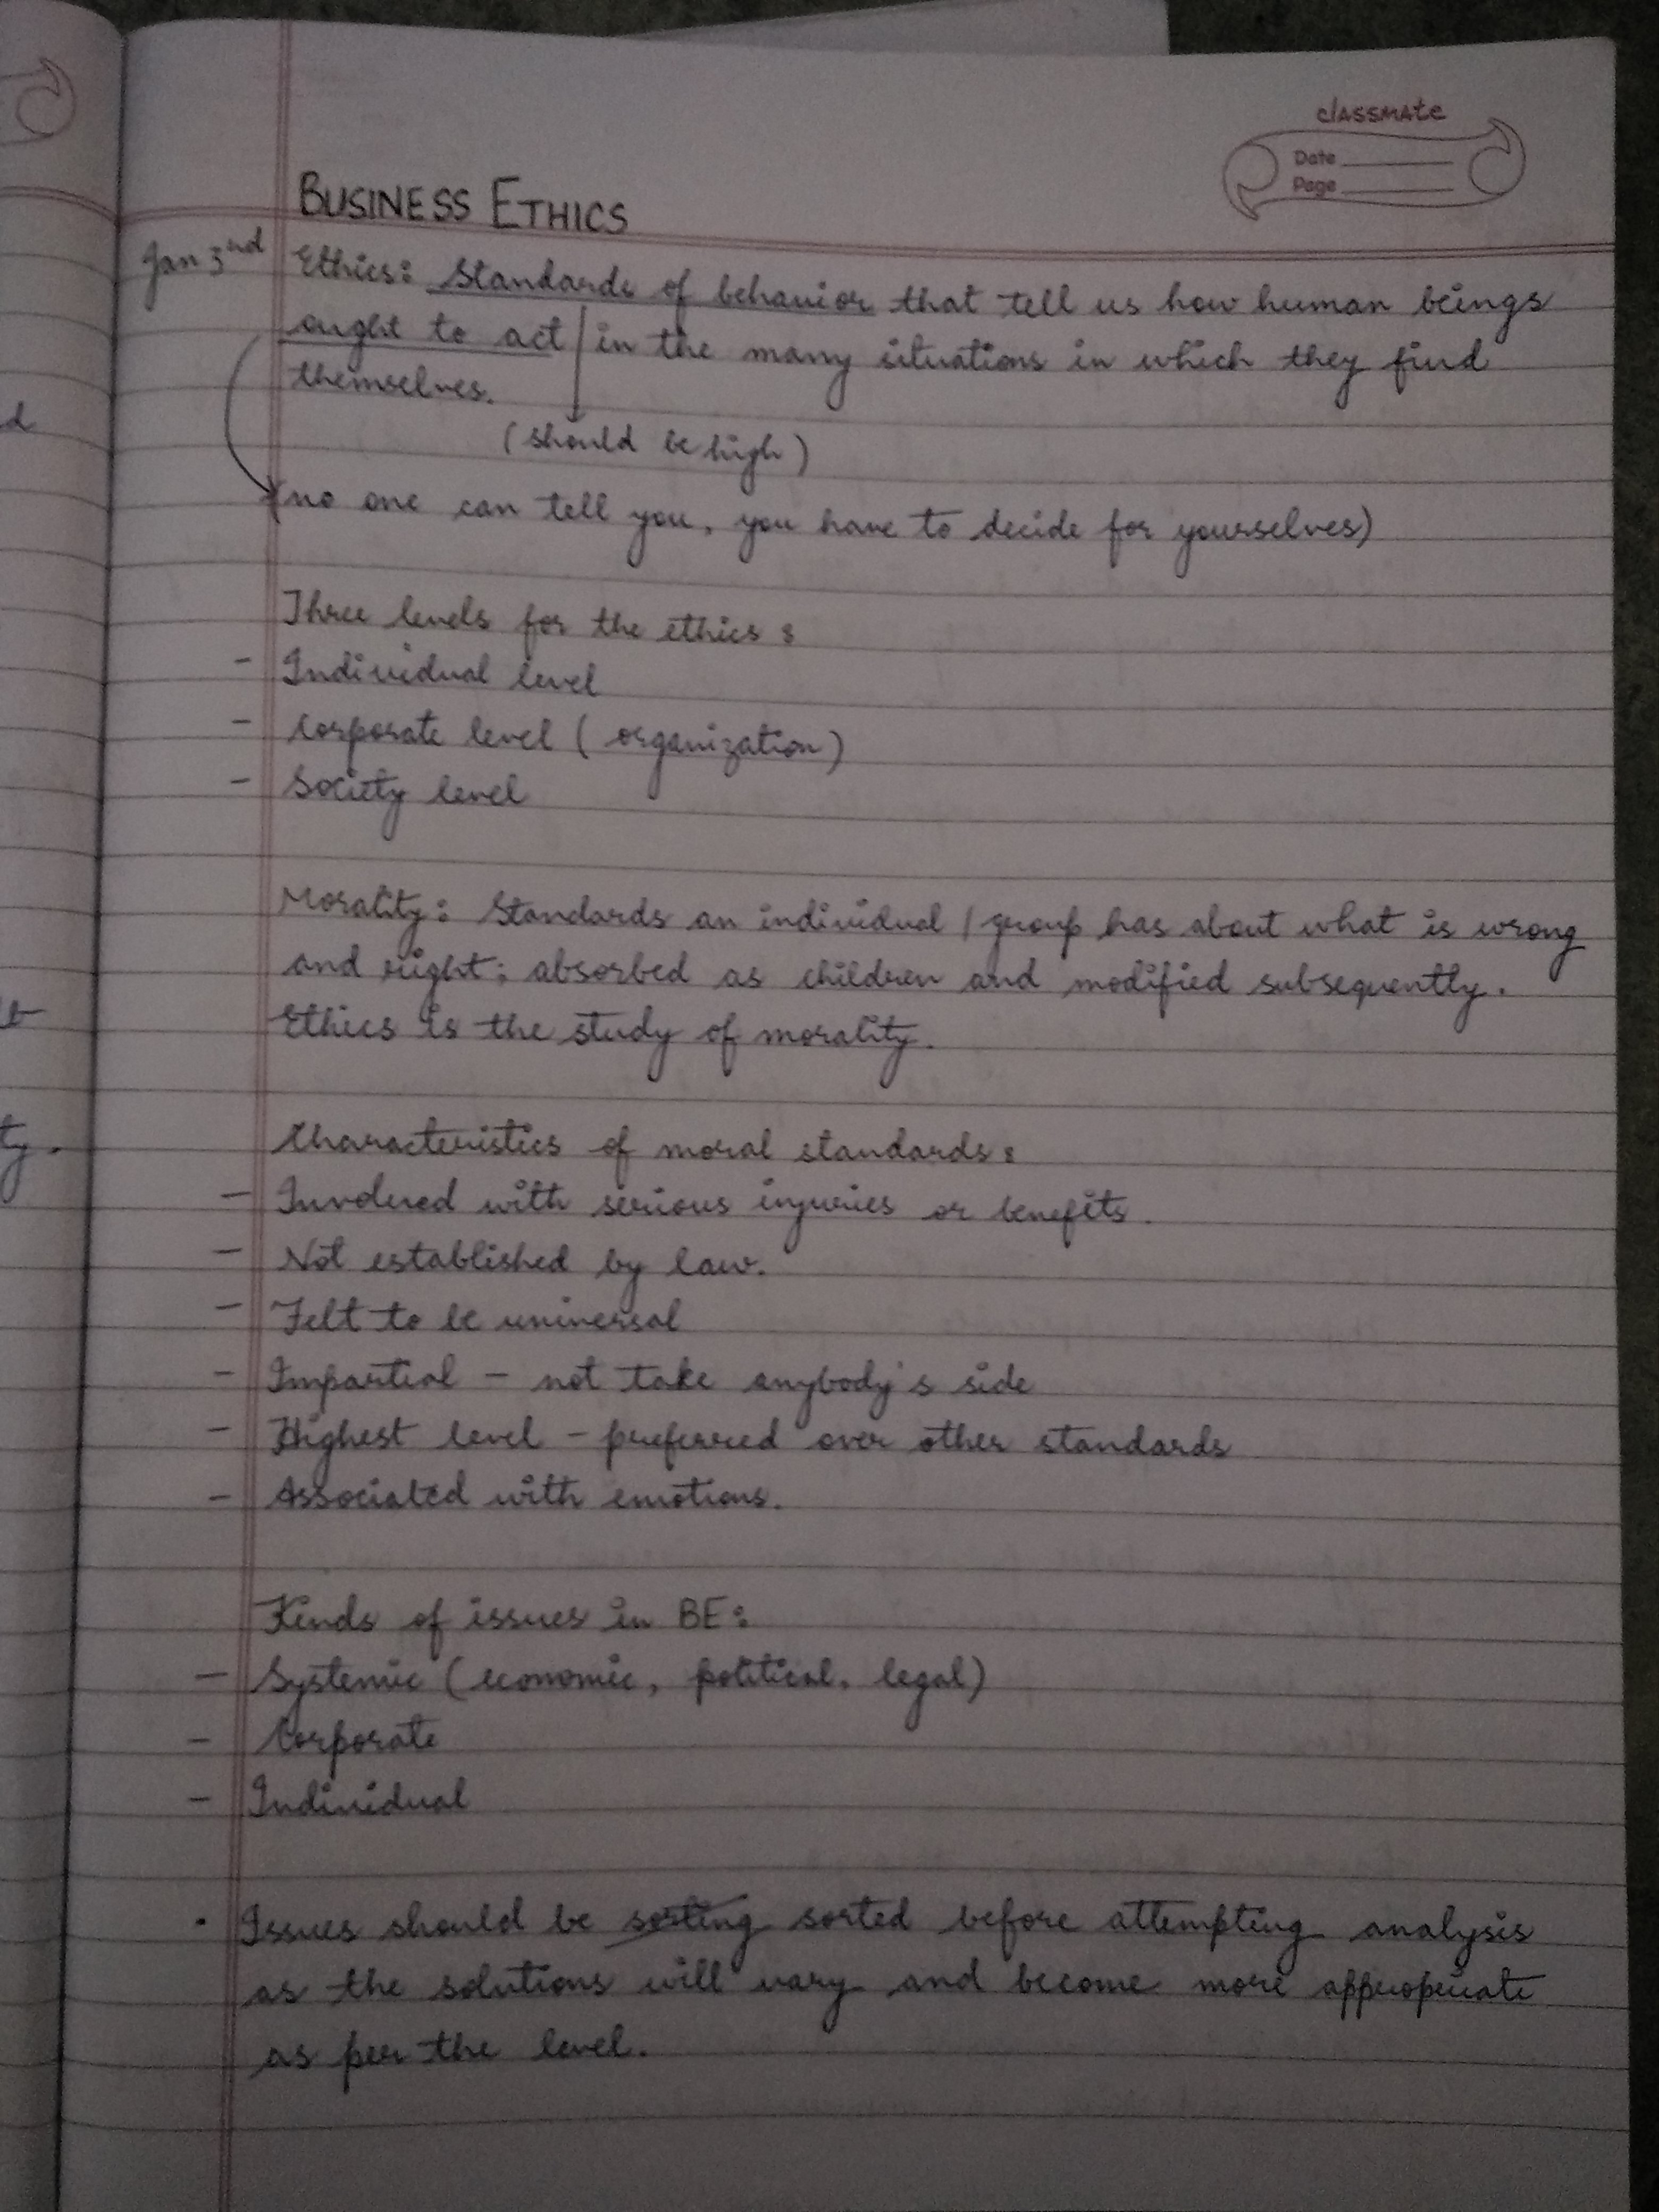 classmate
Date
Page
BUSINESS ETHICS
Jan 3nd
Ethics: Standards of behavior that tell us how human beings
ought to act in the many situations in which they find
themselves.
(should be high)
(no one can tell you, you have to decide for yourselves)
Three levels for the ethics:
- Individual level
- Corporate level (organization)
- Society level
Morality: Standards an individual / group has about what is wrong
and right; absorbed as children and modified subsequently.
Ethics is the study of morality.
Characteristics of moral standards:
- Involved with serious injuries or benefits.
- Not established by law.
- Felt to be universal
- Impartial - not take anybody's side
- Highest level - preferred over other standards
- Associated with emotions.
Kinds of issues in BE:
- Systemic (economic, political, legal)
- Corporate
- Individual
• Issues should be sorting sorted before attempting analysis
as the solutions will vary and become more appropriate
as per the level.
d
ty.